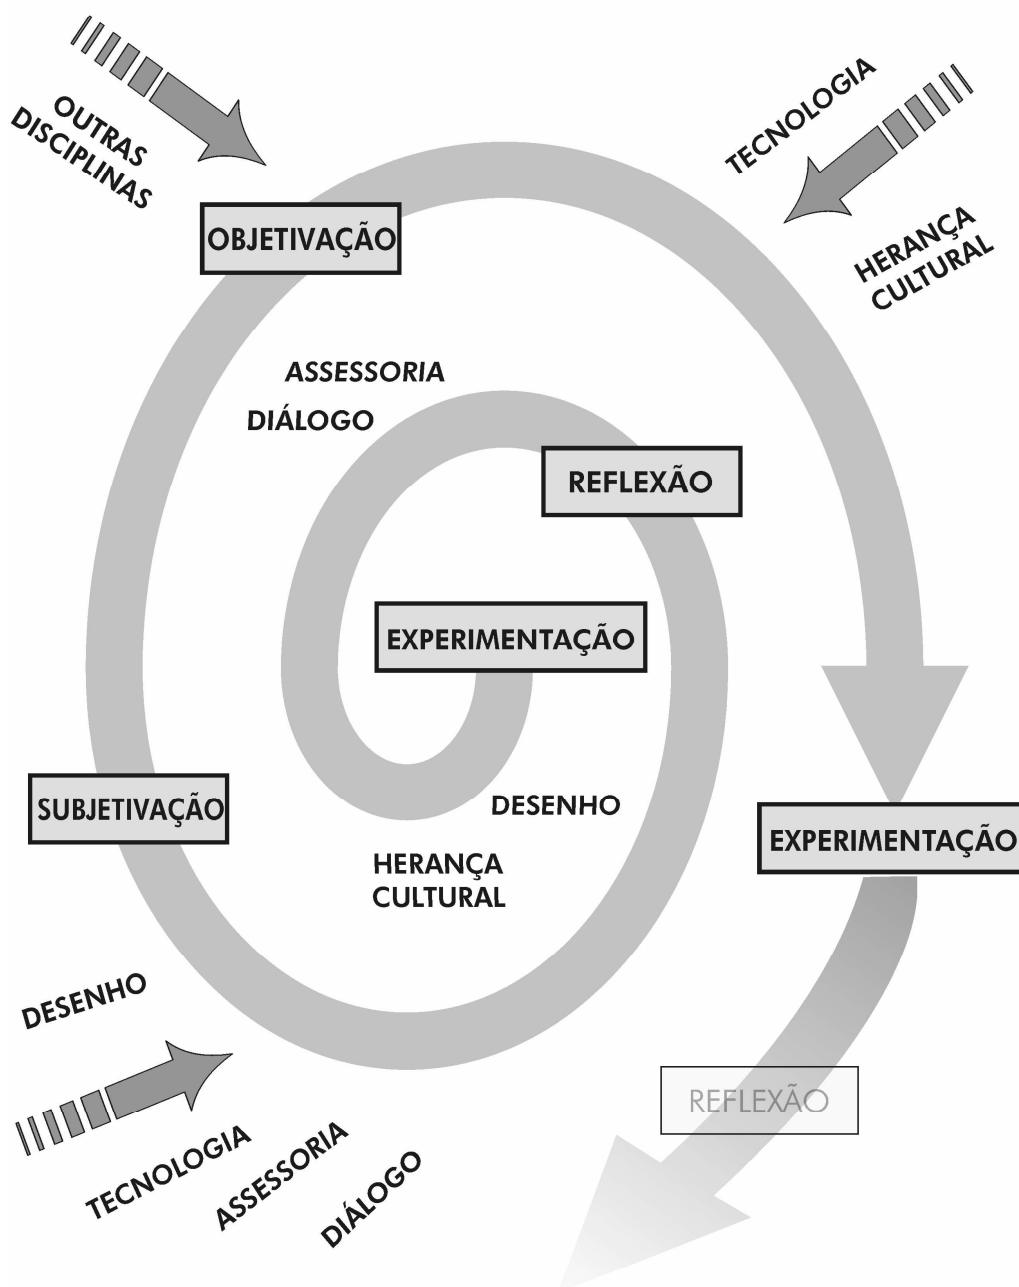 OUTRAS
DISCIPLINAS
TECNOLOGIA
HERANÇA
CULTURAL
OBJETIVAÇÃO
ASSESSORIA
DIÁLOGO
REFLEXÃO
EXPERIMENTAÇÃO
SUBJETIVAÇÃO
DESENHO
HERANÇA
CULTURAL
EXPERIMENTAÇÃO
DESENHO
TECNOLOGIA
ASSESSORIA
DIÁLOGO
REFLEXÃO